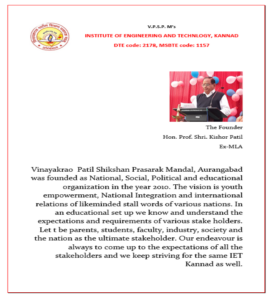 V.P.S.P. M's
INSTITUTE OF ENGINEERING AND TECHNLOGY, KANNAD
DTE code: 2178, MSBTE code: 1157
The Founder
Hon. Prof. Shri. Kishor Patil
Ex-MLA
Vinayakrao Patil Shikshan Prasarak Mandal, Aurangabad
was founded as National, Social, Political and educational
organization in the year 2010. The vision is youth
empowerment, National Integration and international
relations of likeminded stall words of various nations. In
an educational set up we know and understand the
expectations and requirements of various stake holders.
Let t be parents, students, faculty, industry, society and
the nation as the ultimate stakeholder. Our endeavour is
always to come up to the expectations of all the
stakeholders and we keep striving for the same IET
Kannad as well.